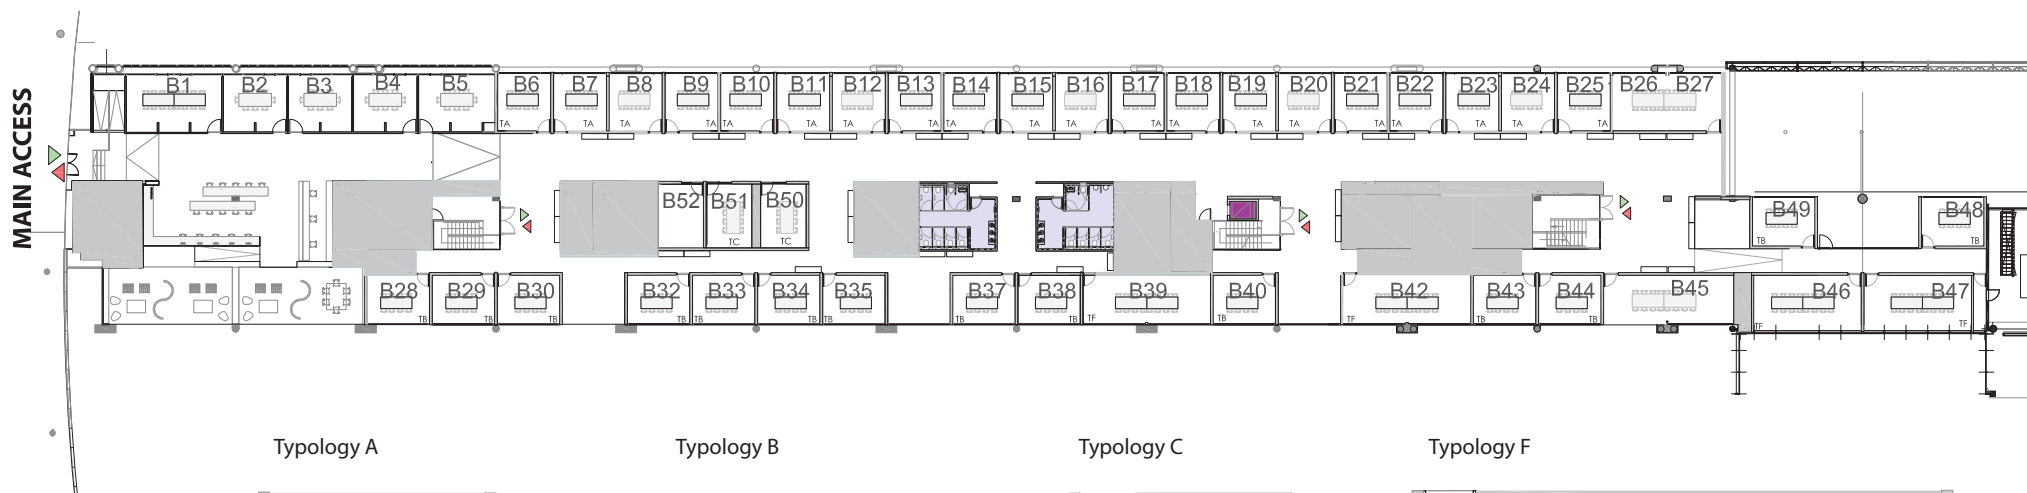 MAIN ACCESS
B1 B2 B3 B4 B5 B6 B7 B8 B9 B10 B11 B12 B13 B14 B15 B16 B17 B18 B19 B20 B21 B22 B23 B24 B25 B26 B27
TA TA TA TA TA TA TA TA TA TA TA TA TA TA TA TA TA TA TA TA
B52 B51 B50 B49 B48
TC TC TB TB
B28 B29 B30 B32 B33 B34 B35 B37 B38 B39 B40 B42 B43 B44 B45 B46 B47
TB TB TB TB TB TB TB TB TB TF TB TF TB TB TF TF
Typology A Typology B Typology C Typology F